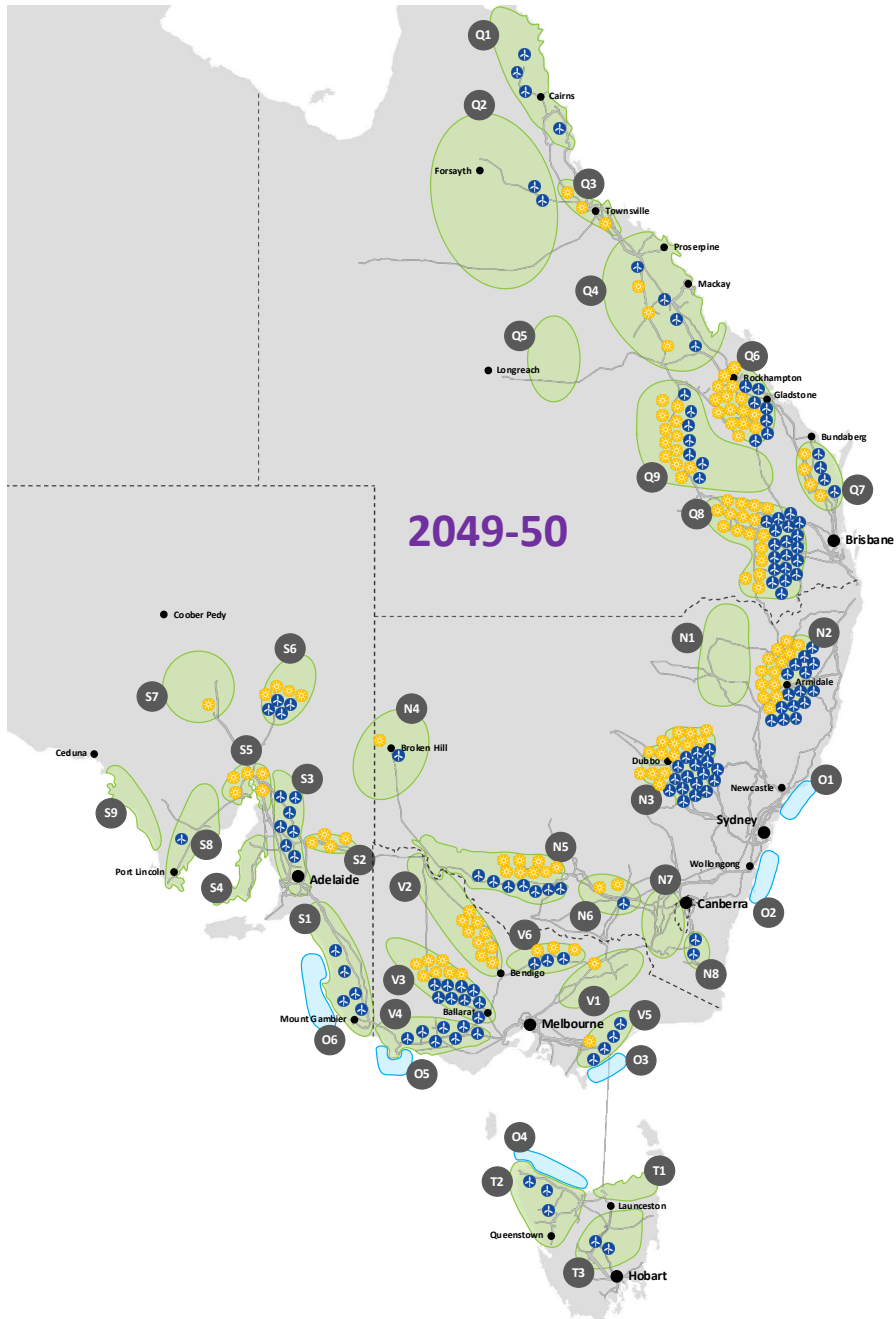 Q1
Cairns
Q2
Forsayth
Q3
Townsville
Proserpine
Q4
Mackay
Q5
Longreach
Q6
Rockhampton
Gladstone
Bundaberg
Q9
Q7
Q8
2049-50
Brisbane
Coober Pedy
N1
N2
S6
Armidale
S7
N4
Ceduna
Broken Hill
S5
Dubbo
S3
Newcastle
O1
N3
S9
Sydney
S8
S2
N5
Wollongong
Port Lincoln
S4
Adelaide
V2
N7
Canberra
N6
O2
S1
V6
N8
V3
Bendigo
V1
Ballarat
V4
Mount Gambier
Melbourne
V5
O6
O3
O5
O4
T1
T2
Launceston
Queenstown
T3
Hobart